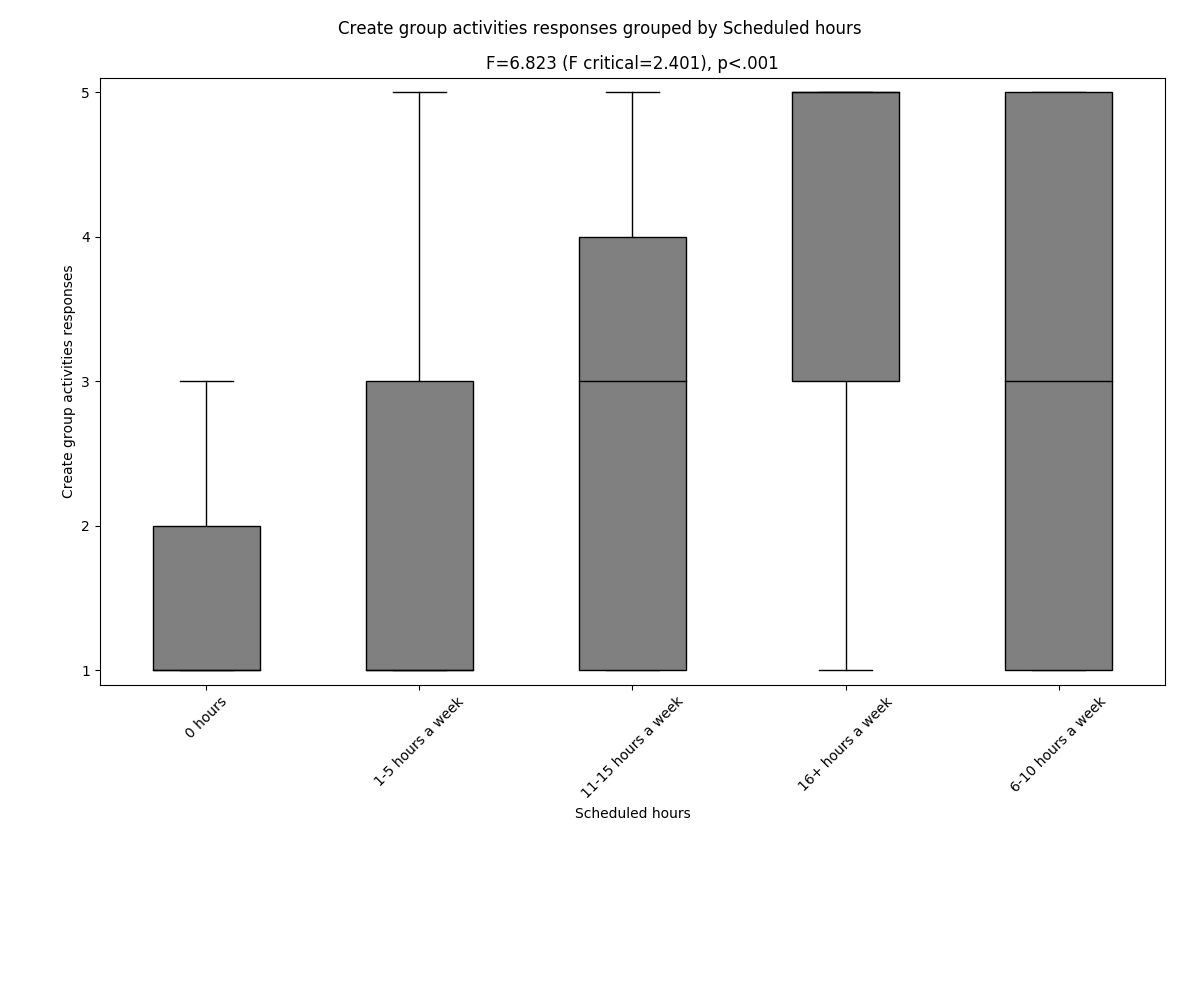 Create group activities responses grouped by Scheduled hours
F=6.823 (F critical=2.401), p<.001
Create group activities responses
5
4
3
2
1
0 hours
1-5 hours a week
11-15 hours a week
16+ hours a week
6-10 hours a week
Scheduled hours